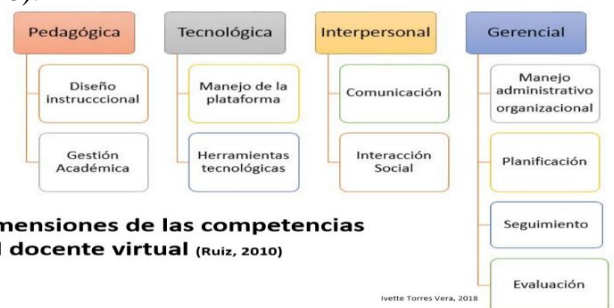 Pedagógica
Diseño
instrucccional
Gestión
Académica
Tecnológica
Manejo de la
plataforma
Herramientas
tecnológicas
Interpersonal
Comunicación
Interacción
Social
Gerencial
Manejo
administrativo
organizacional
Planificación
Seguimiento
Evaluación
mensiones de las competencias
l docente virtual (Ruiz, 2010)
Ivette Torres Vera, 2018